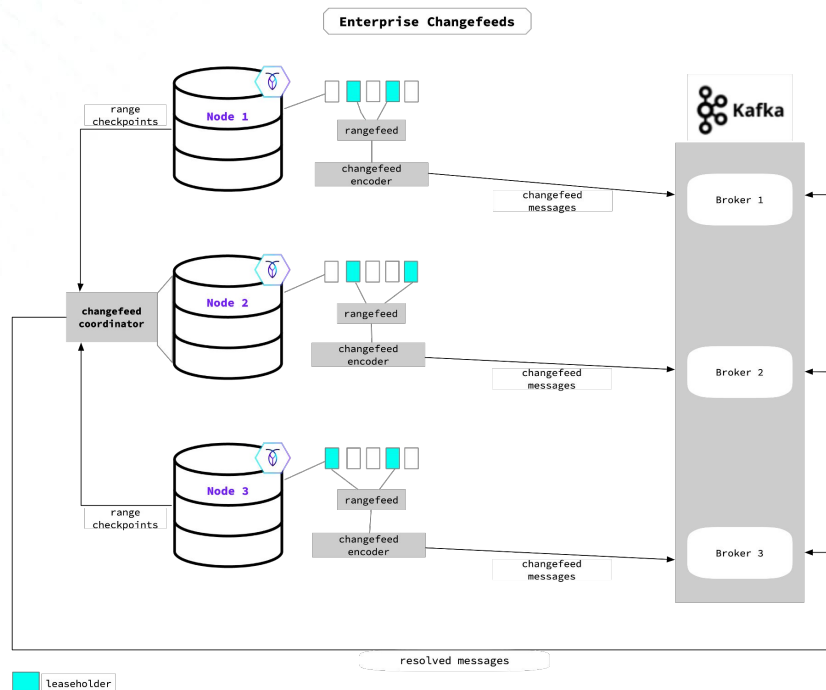 Enterprise Changefeeds
range
checkpoints
Node 1
rangefeed
changefeed
encoder
changefeed
messages
Kafka
Broker 1
changefeed
coordinator
Node 2
rangefeed
changefeed
encoder
changefeed
messages
Broker 2
range
checkpoints
Node 3
rangefeed
changefeed
encoder
changefeed
messages
Broker 3
resolved messages
leaseholder